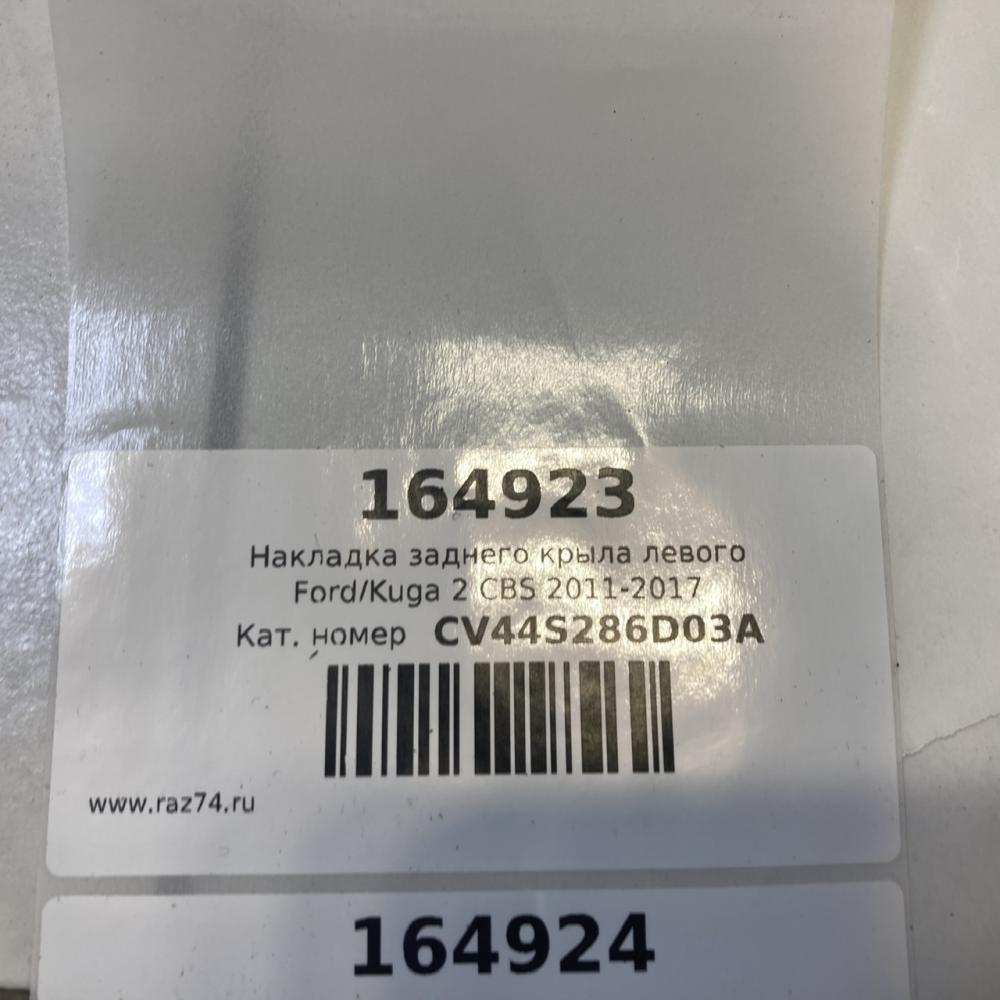 164923
Накладка заднего крыла левого
Ford/Kuga 2 CBS 2011-2017
Кат. номер CV44S286D03A
www.raz74.ru
164924